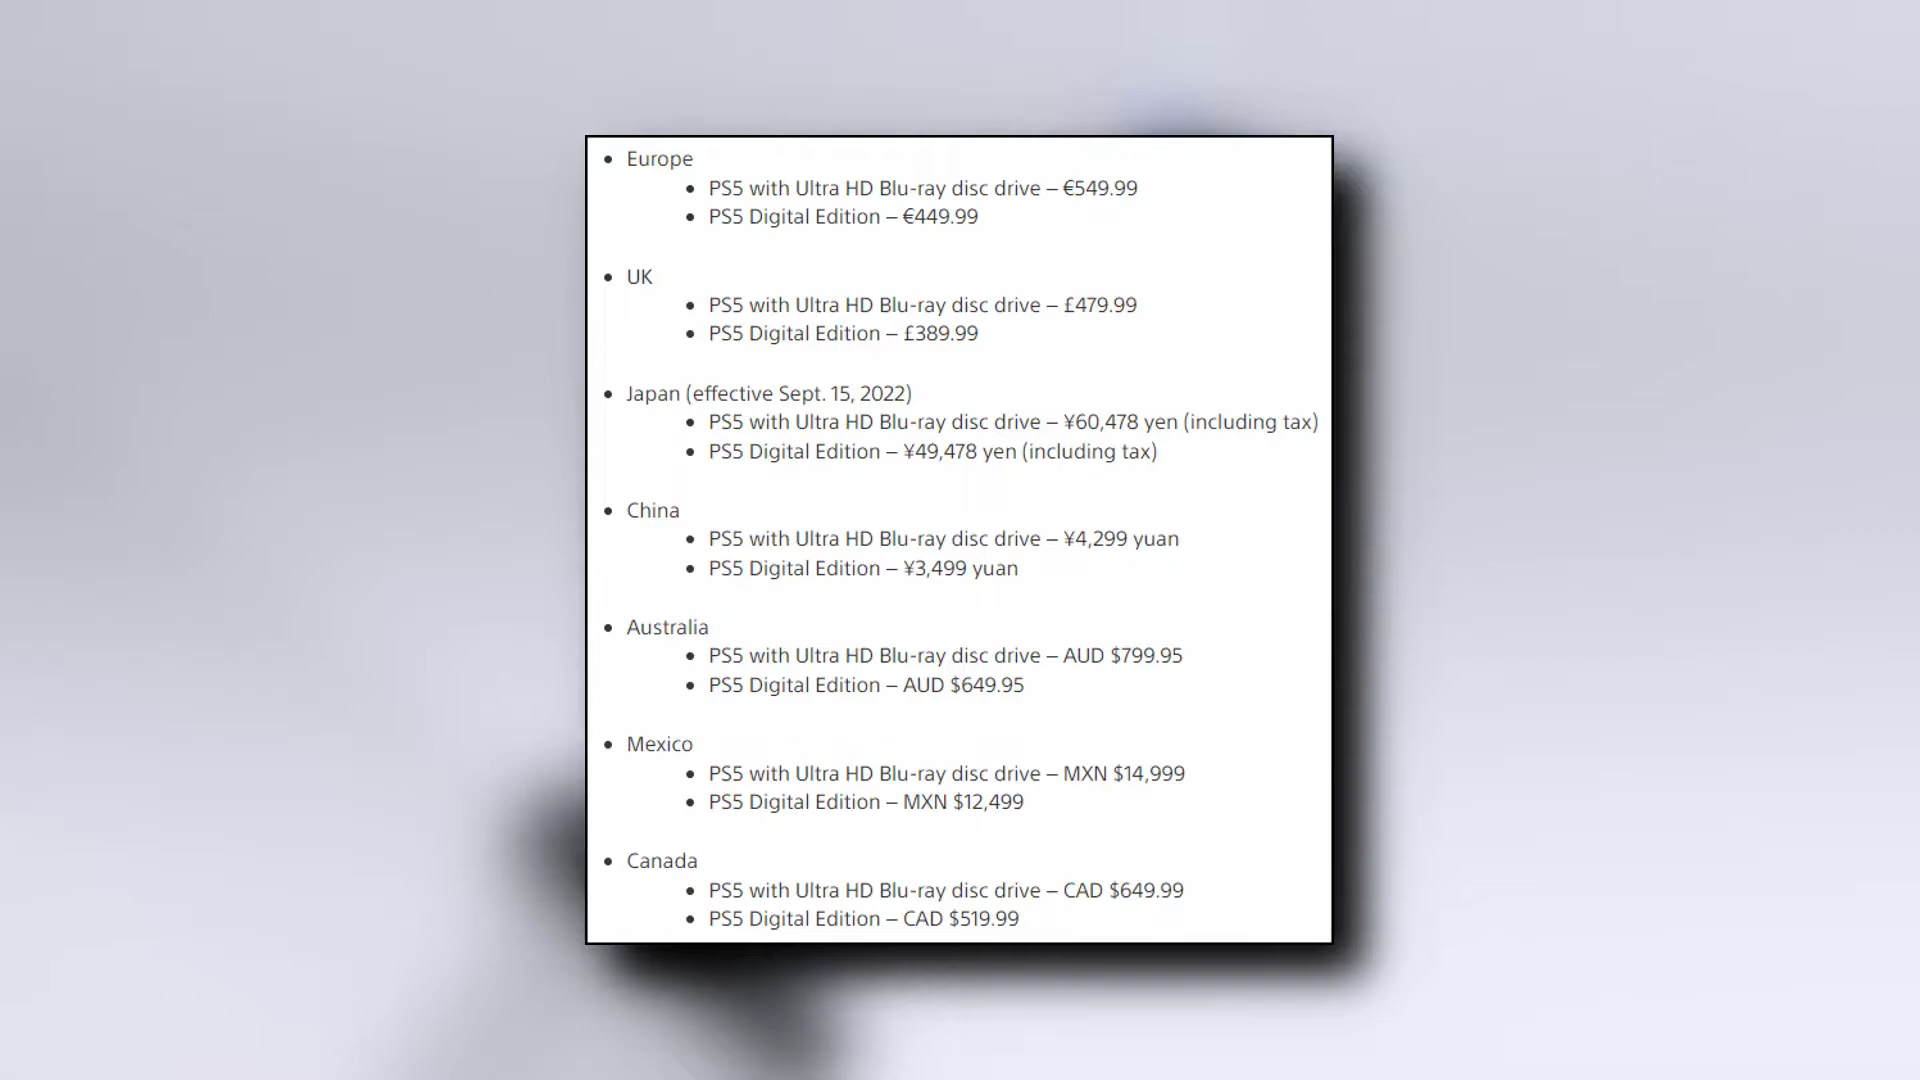 • Europe
• PS5 with Ultra HD Blu-ray disc drive – €549.99
• PS5 Digital Edition – €449.99
• UK
• PS5 with Ultra HD Blu-ray disc drive – £479.99
• PS5 Digital Edition – £389.99
• Japan (effective Sept. 15, 2022)
• PS5 with Ultra HD Blu-ray disc drive – ¥60,478 yen (including tax)
• PS5 Digital Edition – ¥49,478 yen (including tax)
• China
• PS5 with Ultra HD Blu-ray disc drive – ¥4,299 yuan
• PS5 Digital Edition – ¥3,499 yuan
• Australia
• PS5 with Ultra HD Blu-ray disc drive – AUD $799.95
• PS5 Digital Edition – AUD $649.95
• Mexico
• PS5 with Ultra HD Blu-ray disc drive – MXN $14,999
• PS5 Digital Edition – MXN $12,499
• Canada
• PS5 with Ultra HD Blu-ray disc drive – CAD $649.99
• PS5 Digital Edition – CAD $519.99